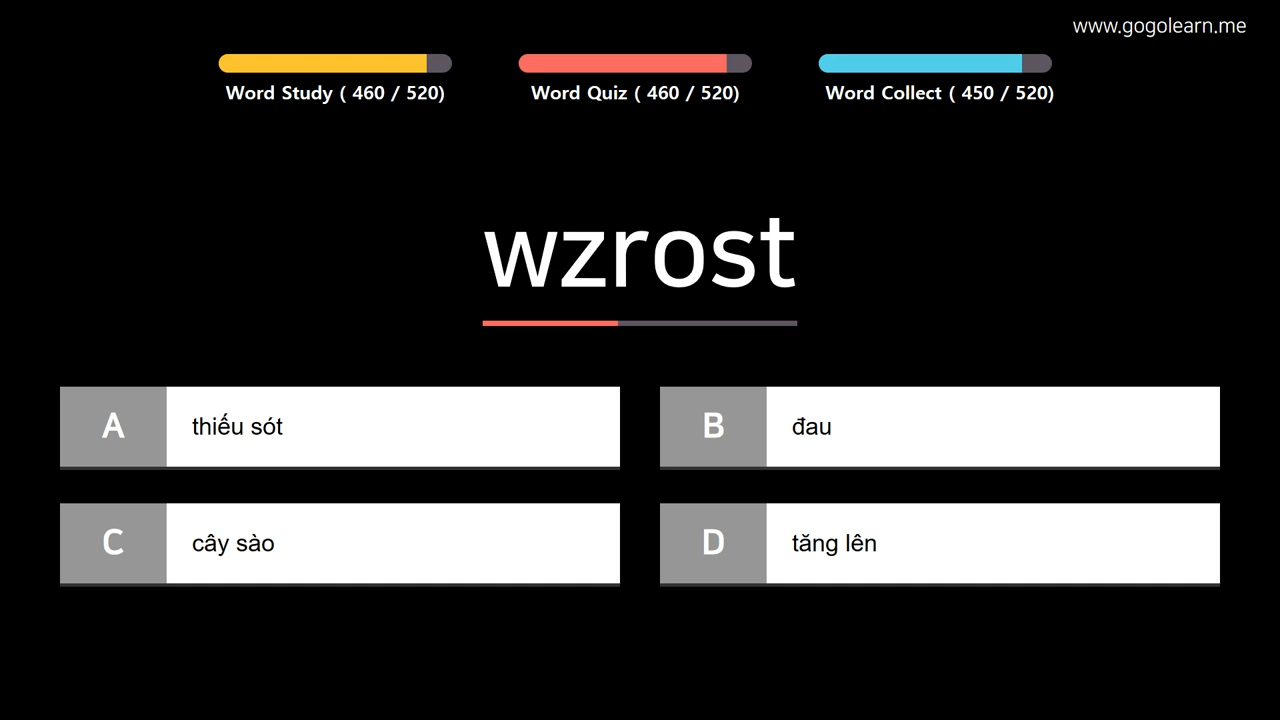 www.gogolearn.me
Word Study ( 460 / 520)
Word Quiz ( 460 / 520)
Word Collect ( 450 / 520)
wzrost
A thiếu sót
B đau
C cây sào
D tăng lên